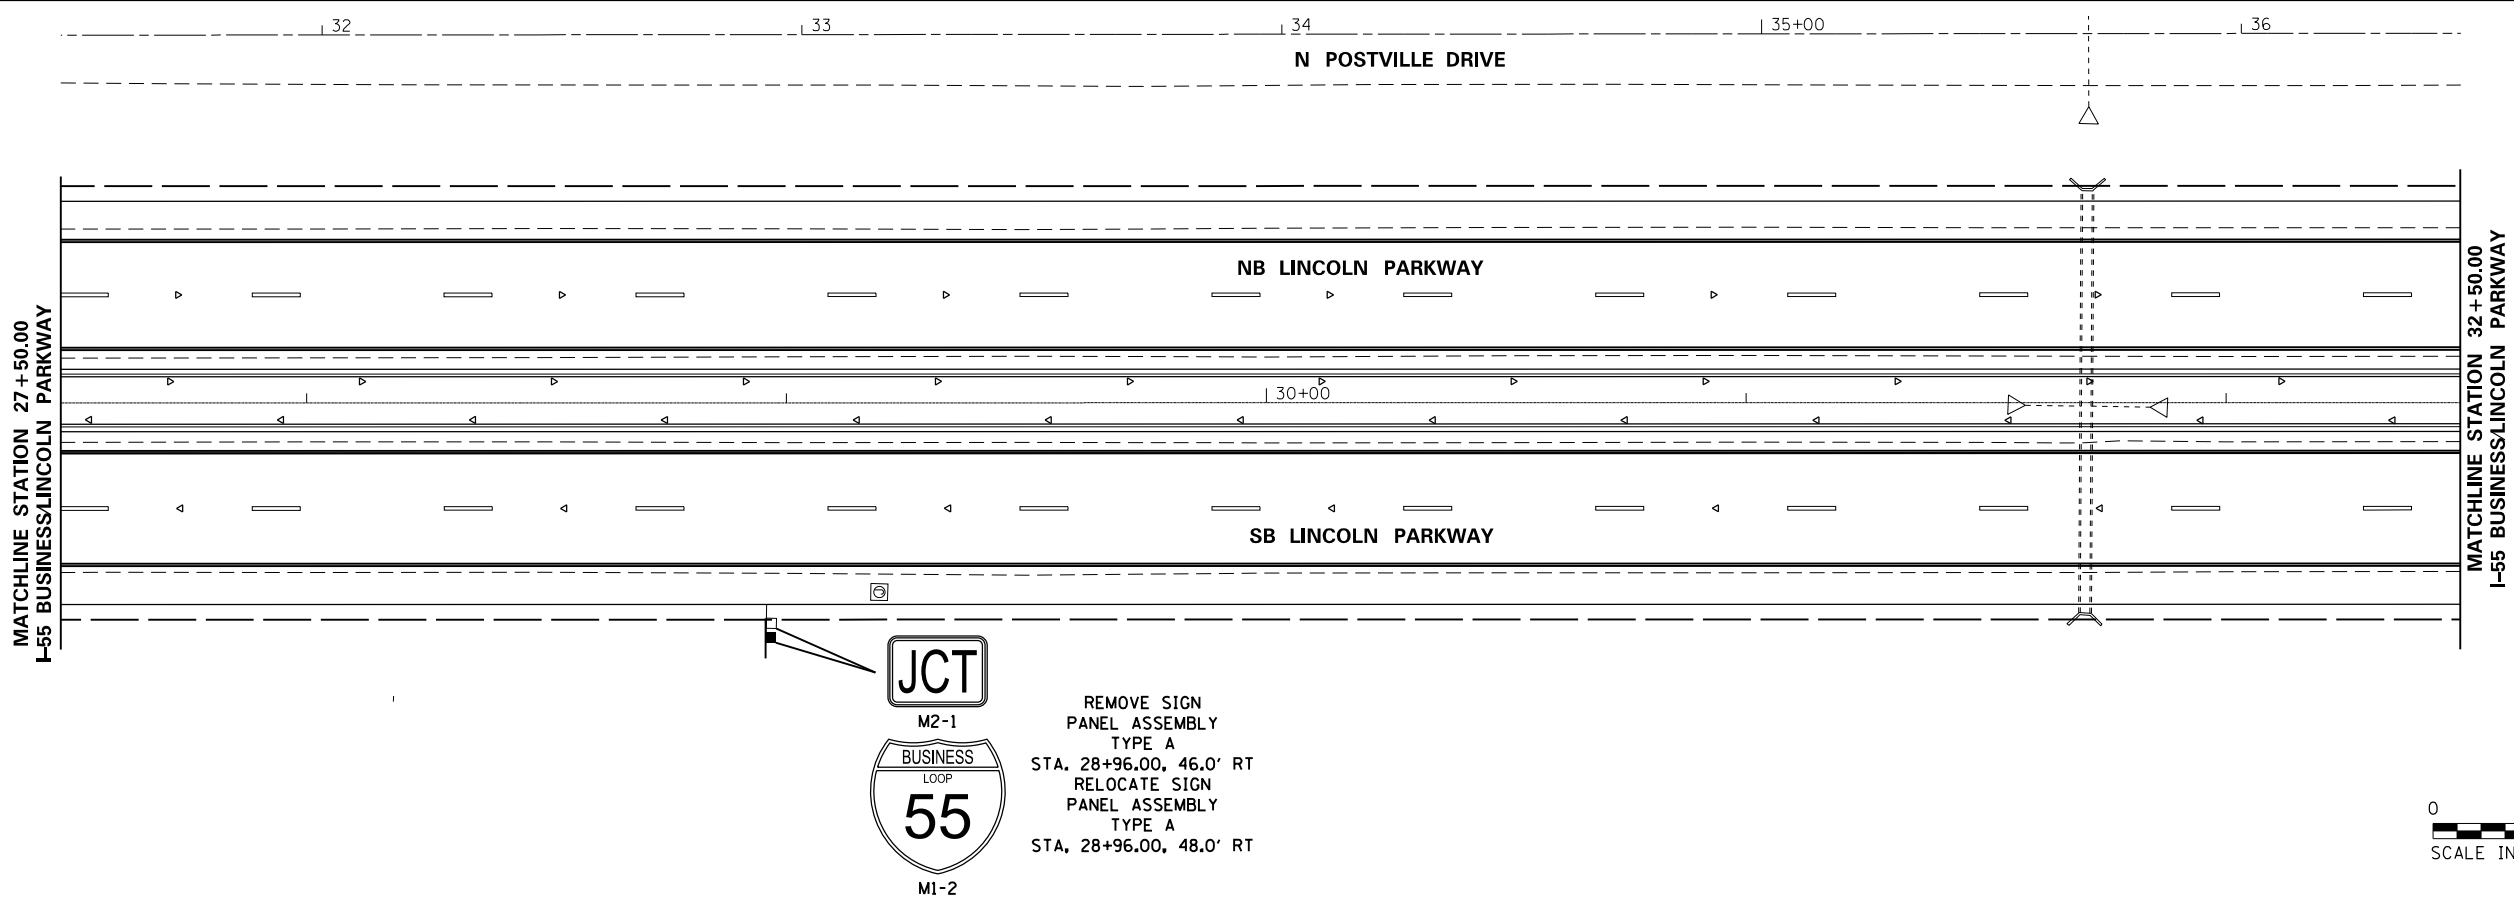 32
33
34
35+00
36
N POSTVILLE DRIVE
NB LINCOLN PARKWAY
MATCHLINE STATION 27+50.00
I-55 BUSINESS/LINCOLN PARKWAY
MATCHLINE STATION 32+50.00
I-55 BUSINESS/LINCOLN PARKWAY
30+00
SB LINCOLN PARKWAY
JCT
M2-1
BUSINESS
LOOP
55
M1-2
REMOVE SIGN
PANEL ASSEMBLY
TYPE A
STA. 28+96.00, 46.0' RT
RELOCATE SIGN
PANEL ASSEMBLY
TYPE A
STA. 28+96.00, 48.0' RT
0
SCALE IN